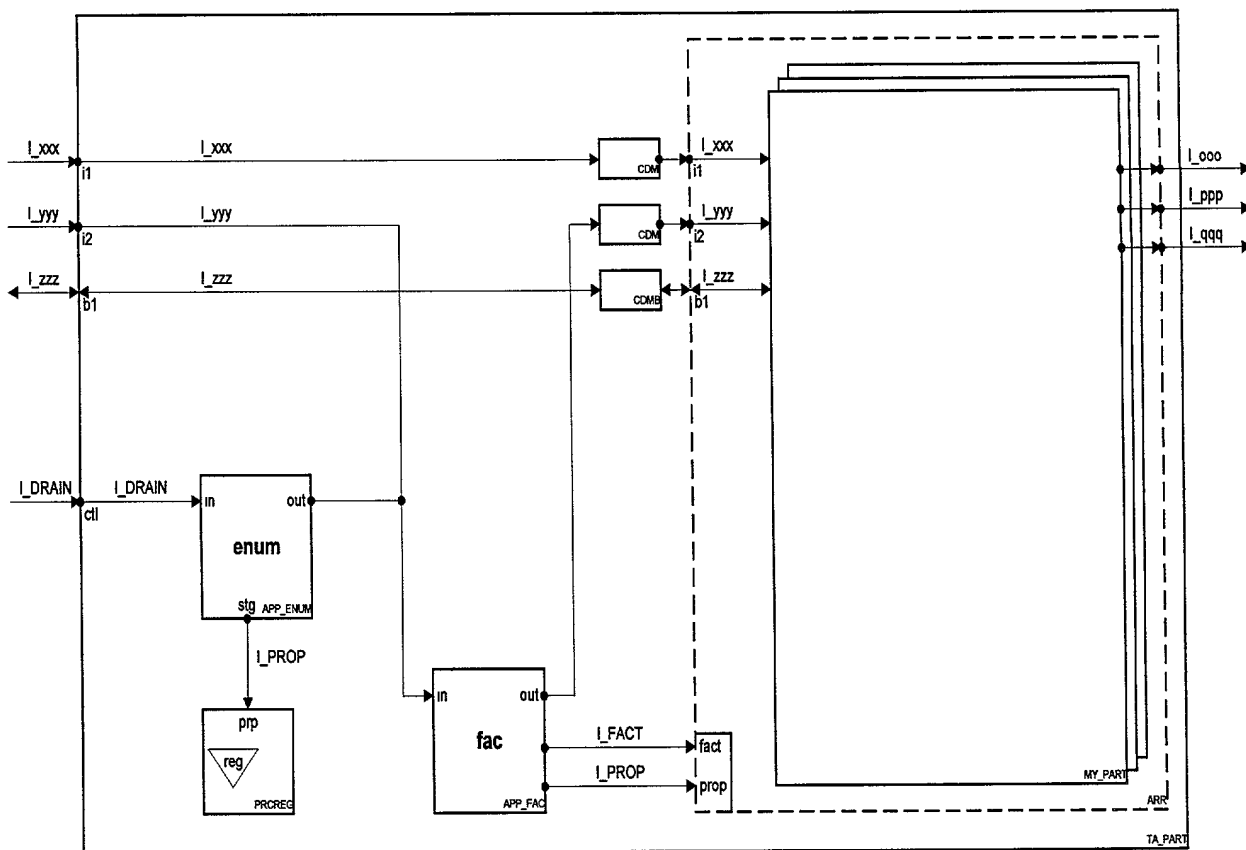 I_xxx I_xxx I_xxx
i1 CDM i1
I_ooo
I_yyy I_yyy I_yyy
i2 CDM i2
I_ppp
I_qqq
I_zzz I_zzz I_zzz
b1 CDMB b1
I_DRAIN I_DRAIN
ctl
in out
enum
stg APP_ENUM
I_PROP
prp
reg
PRCREG
in out
fac
APP_FAC
I_FACT
I_PROP
fact
prop
MY_PART
ARR
TA_PART